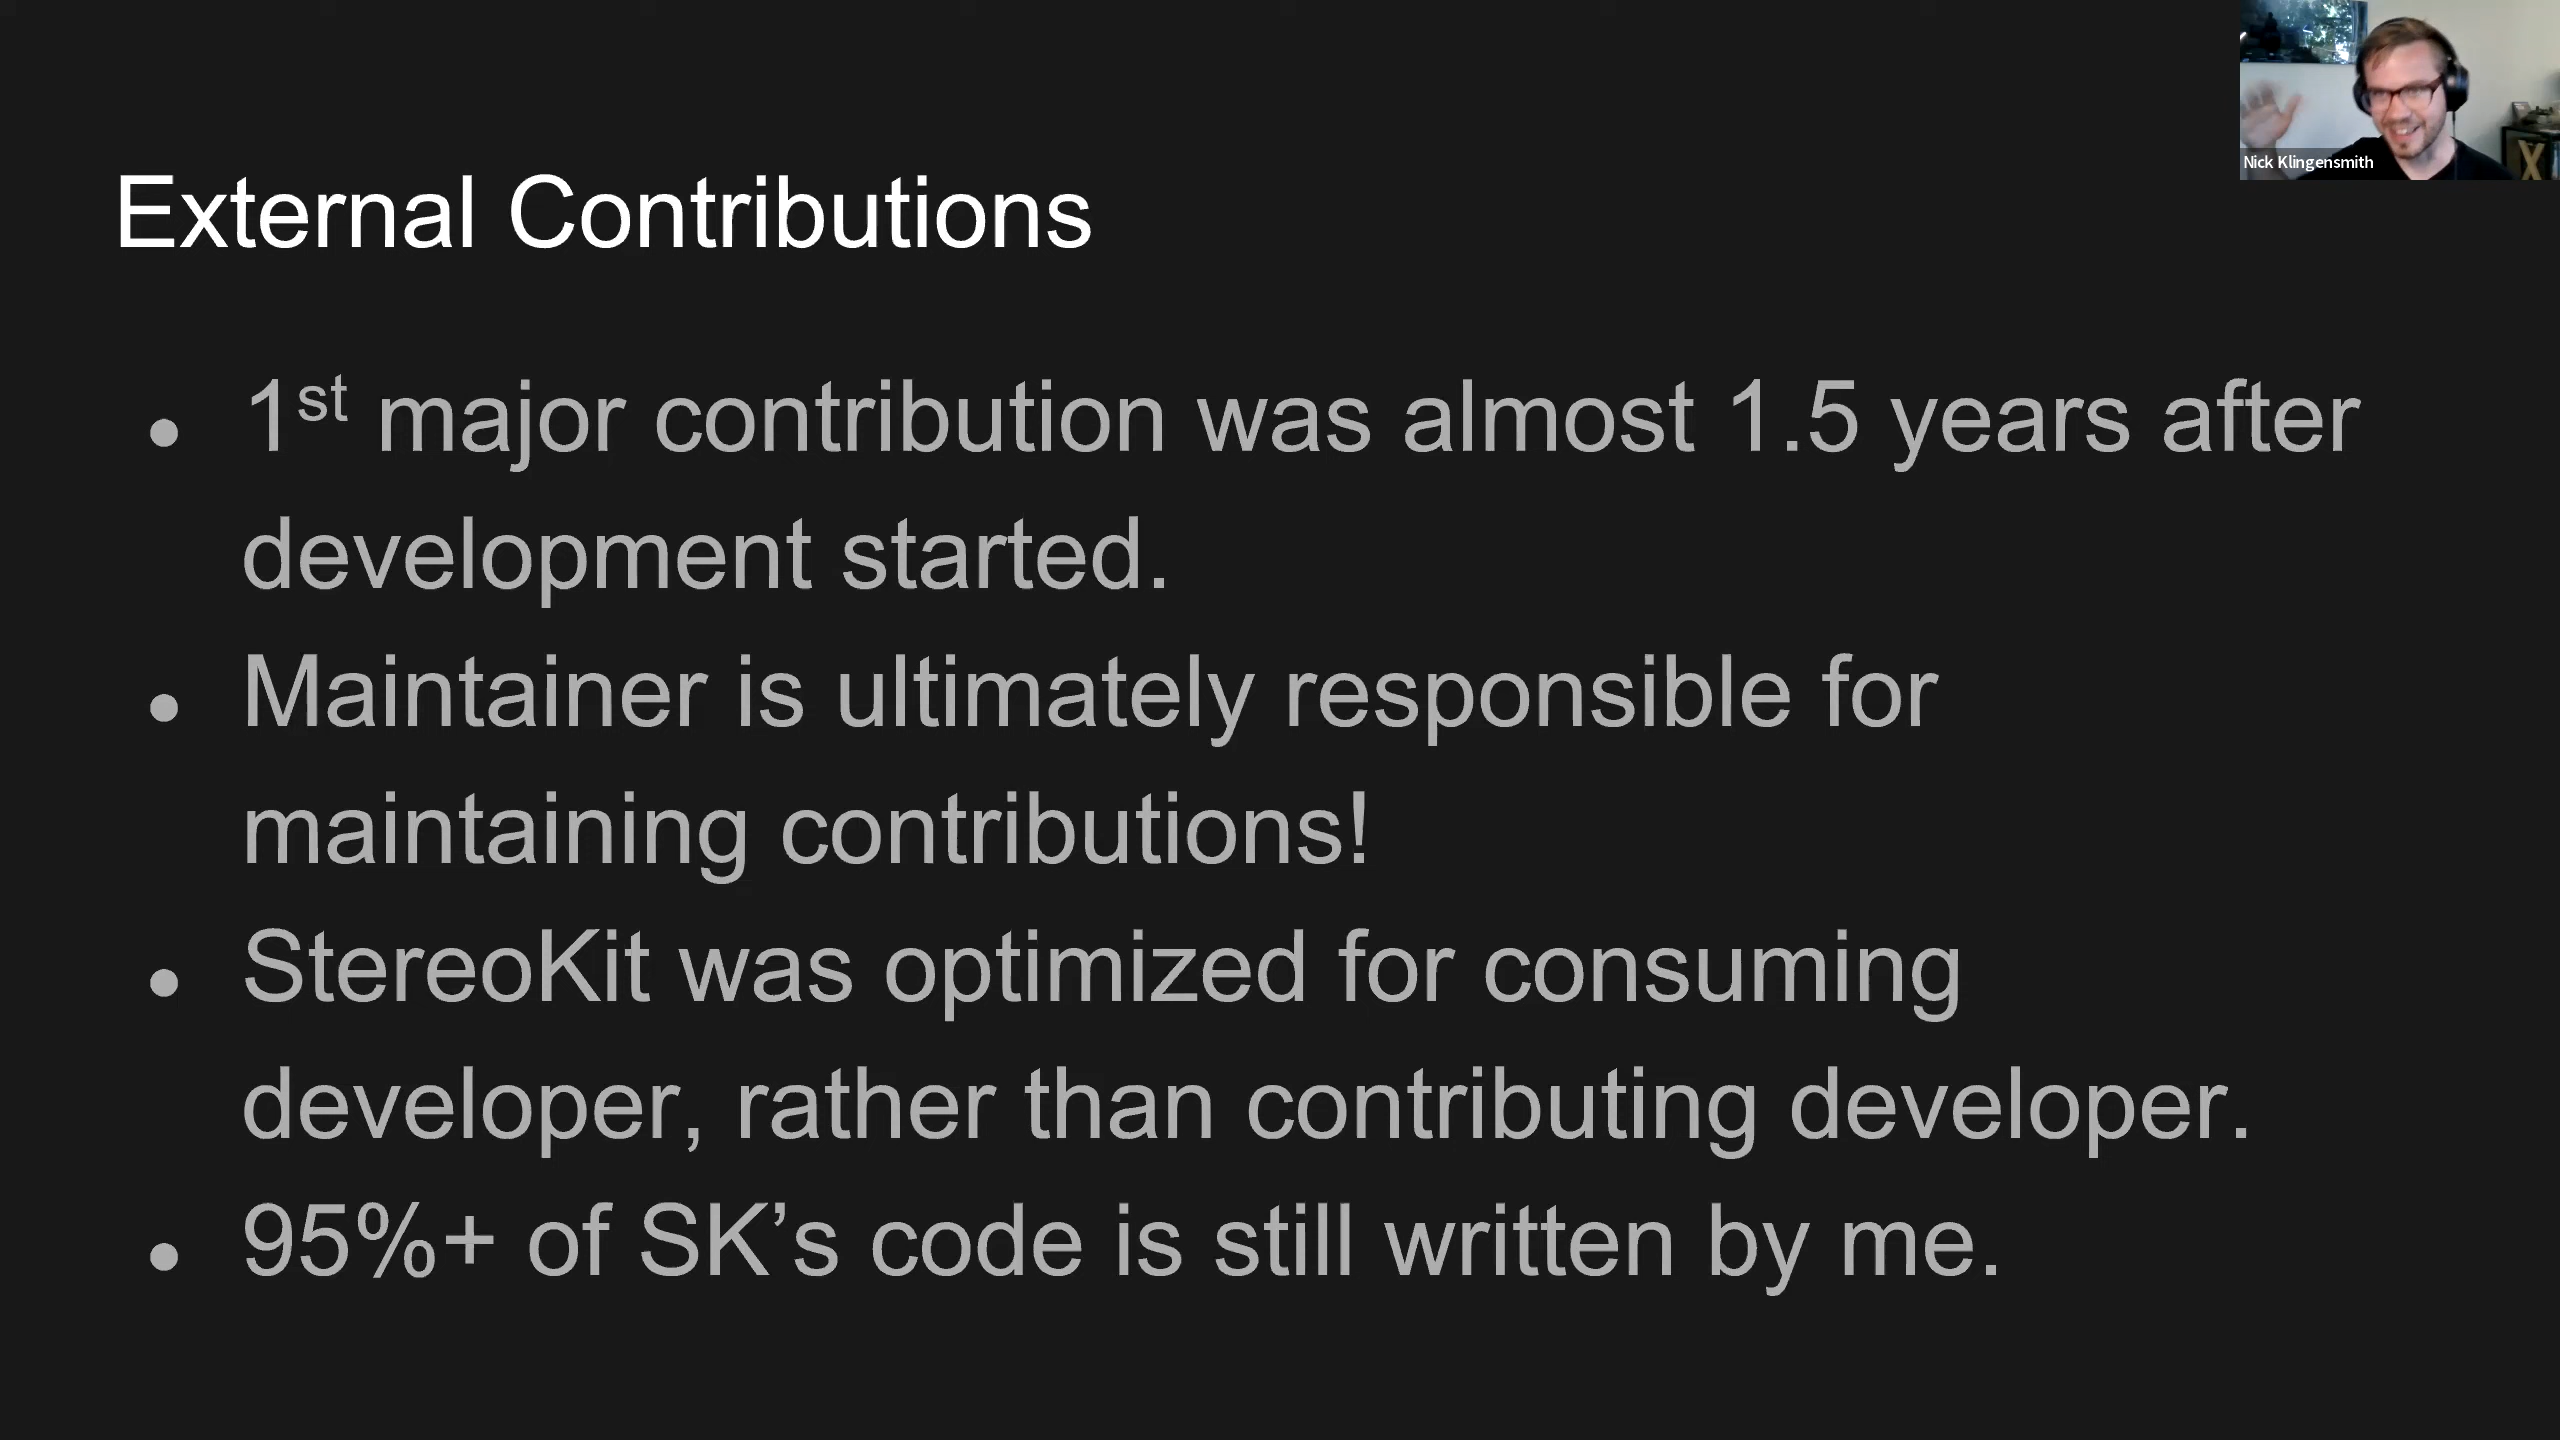 Nick Klingensmith
External Contributions
● 1st major contribution was almost 1.5 years after
development started.
● Maintainer is ultimately responsible for
maintaining contributions!
● StereoKit was optimized for consuming
developer, rather than contributing developer.
● 95%+ of SK’s code is still written by me.